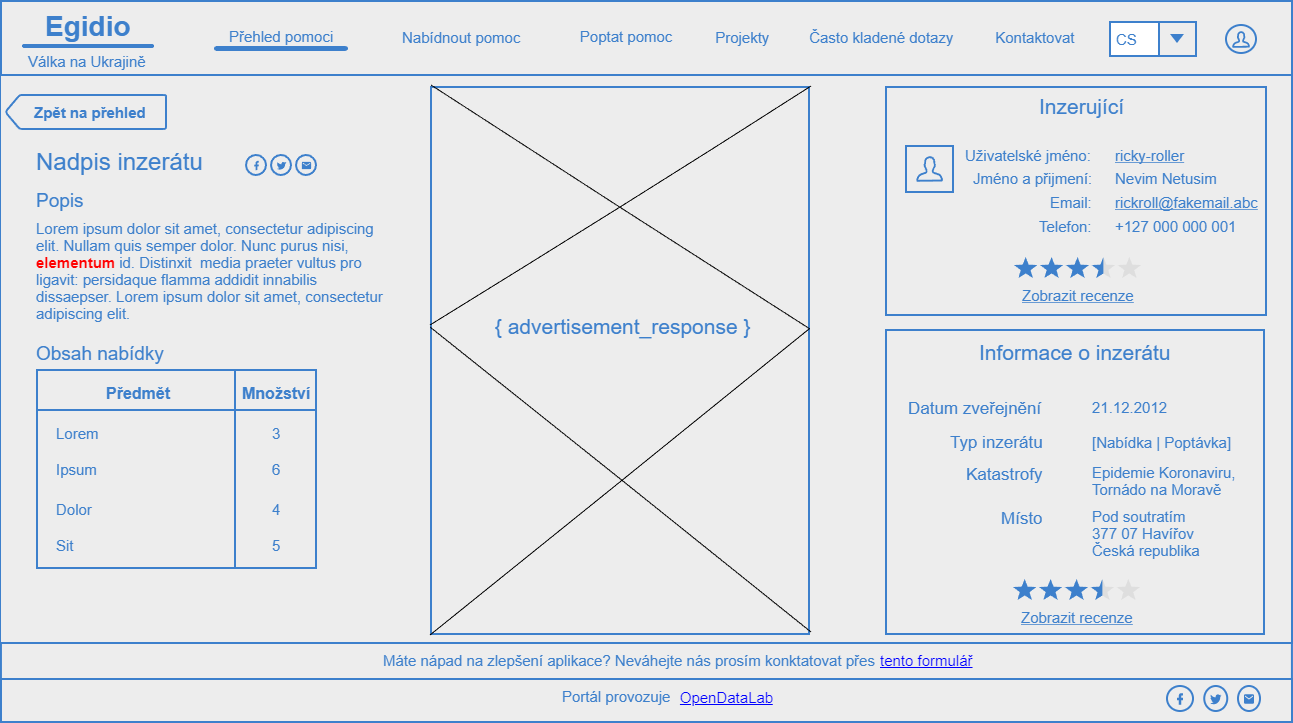 Egidio
Válka na Ukrajině
Přehled pomoci
Nabídnout pomoc
Poptat pomoc
Projekty
Často kladené dotazy
Kontaktovat
CS
Zpět na přehled
Nadpis inzerátu
Popis
Lorem ipsum dolor sit amet, consectetur adipiscing
elit. Nullam quis semper dolor. Nunc purus nisi,
elementum id. Distinxit  media praeter vultus pro
ligavit: persidaque flamma addidit innabilis
dissaepser. Lorem ipsum dolor sit amet, consectetur
adipiscing elit.
Obsah nabídky
Předmět Množství
Lorem 3
Ipsum 6
Dolor 4
Sit 5
{ advertisement_response }
Inzerující
Uživatelské jméno: ricky-roller
Jméno a přijmení: Nevim Netusim
Email: rickroll@fakemail.abc
Telefon: +127 000 000 001
Zobrazit recenze
Informace o inzerátu
Datum zveřejnění 21.12.2012
Typ inzerátu [Nabídka | Poptávka]
Katastrofy Epidemie Koronaviru,
Tornádo na Moravě
Místo Pod soutratím
377 07 Havířov
Česká republika
Zobrazit recenze
Máte nápad na zlepšení aplikace? Neváhejte nás prosím konktatovat přes tento formulář
Portál provozuje OpenDataLab